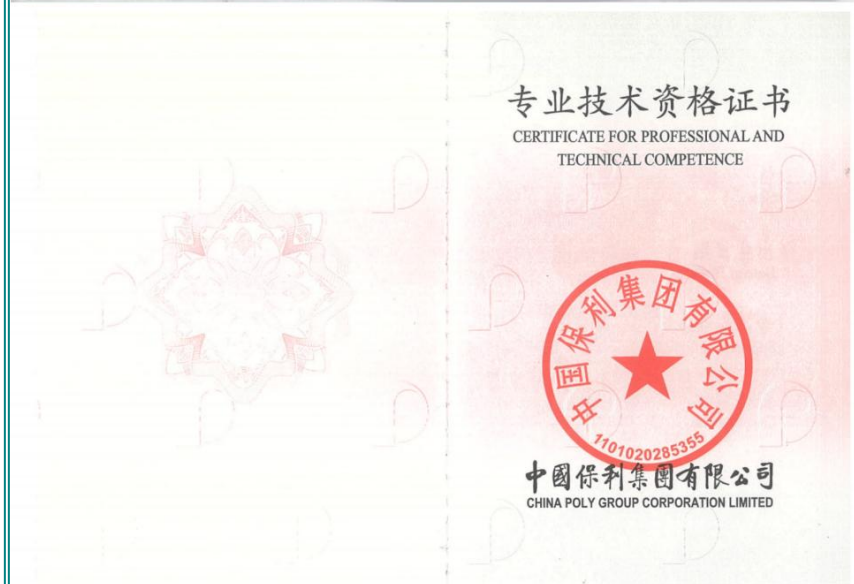 专业技术资格证书
CERTIFICATE FOR PROFESSIONAL AND
TECHNICAL COMPETENCE
中国保利集团有限公司
1101020285355
中國保利集團有限公司
CHINA POLY GROUP CORPORATION LIMITED